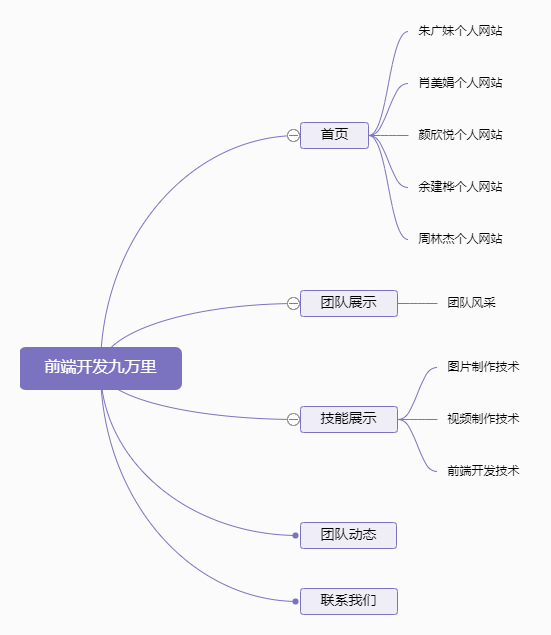 前端开发九万里
首页
朱广妹个人网站
肖美娟个人网站
颜欣悦个人网站
余建桦个人网站
周林杰个人网站
团队展示
团队风采
技能展示
图片制作技术
视频制作技术
前端开发技术
团队动态
联系我们